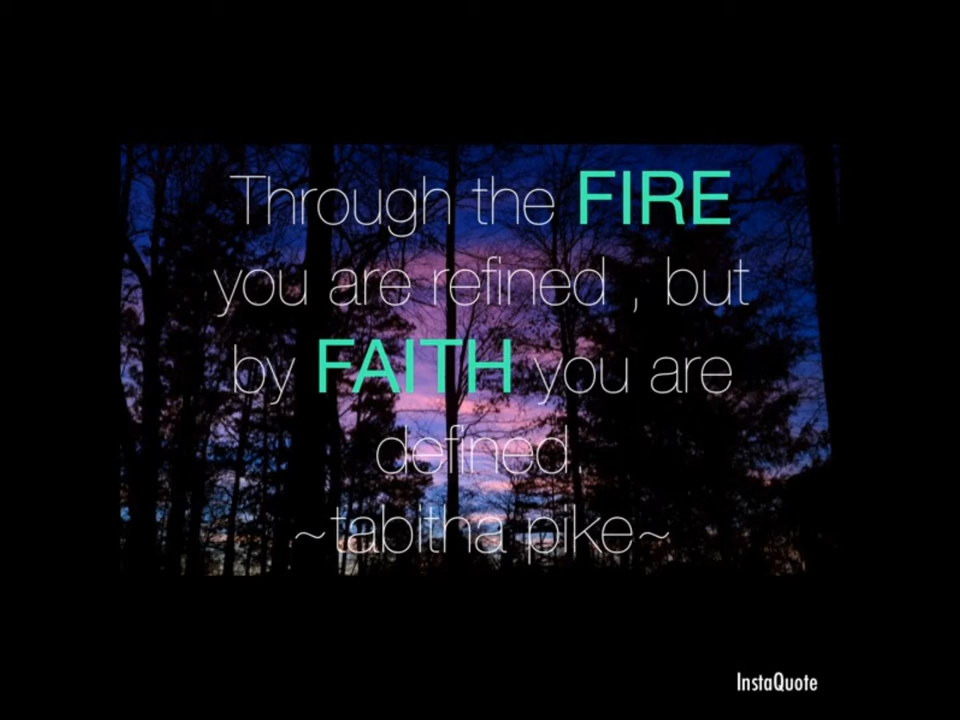 Through the FIRE
you are refined , but
by FAITH you are
defined.
~tabitha pike~
InstaQuote